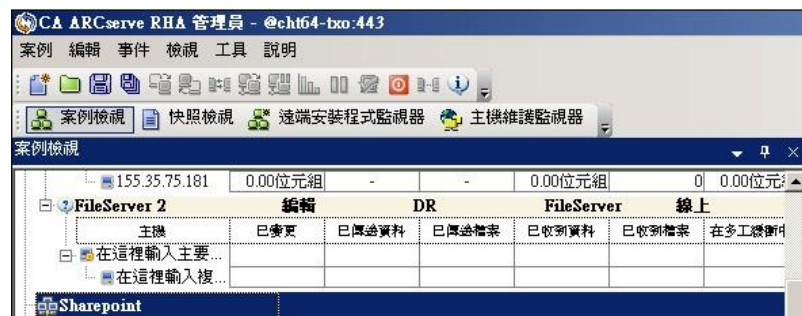 CA ARCserve RHA 管理員 - @cht64-txo:443
案例 編輯 事件 檢視 工具 說明
案例檢視 快照檢視 遠端安裝程式監視器 主機維護監視器
案例檢視
155.35.75.181 0.00位元組 - - 0.00位元組 0 0.00位元
FileServer 2 編輯 DR FileServer 線上
主機 已變更 已傳送資料 已傳送檔案 已收到資料 已收到檔案 在多工緩衝中
在這裡輸入主要...
在這裡輸入複...
Sharepoint